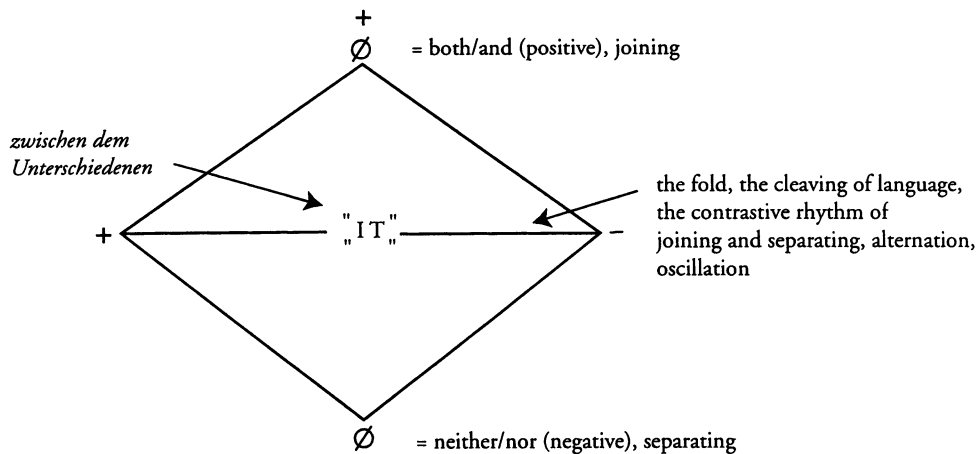 +
Ø = both/and (positive), joining
zwischen dem
Unterschiedenen
the fold, the cleaving of language,
+ "„IT"„ −
the contrastive rhythm of
joining and separating, alternation,
oscillation
Ø = neither/nor (negative), separating